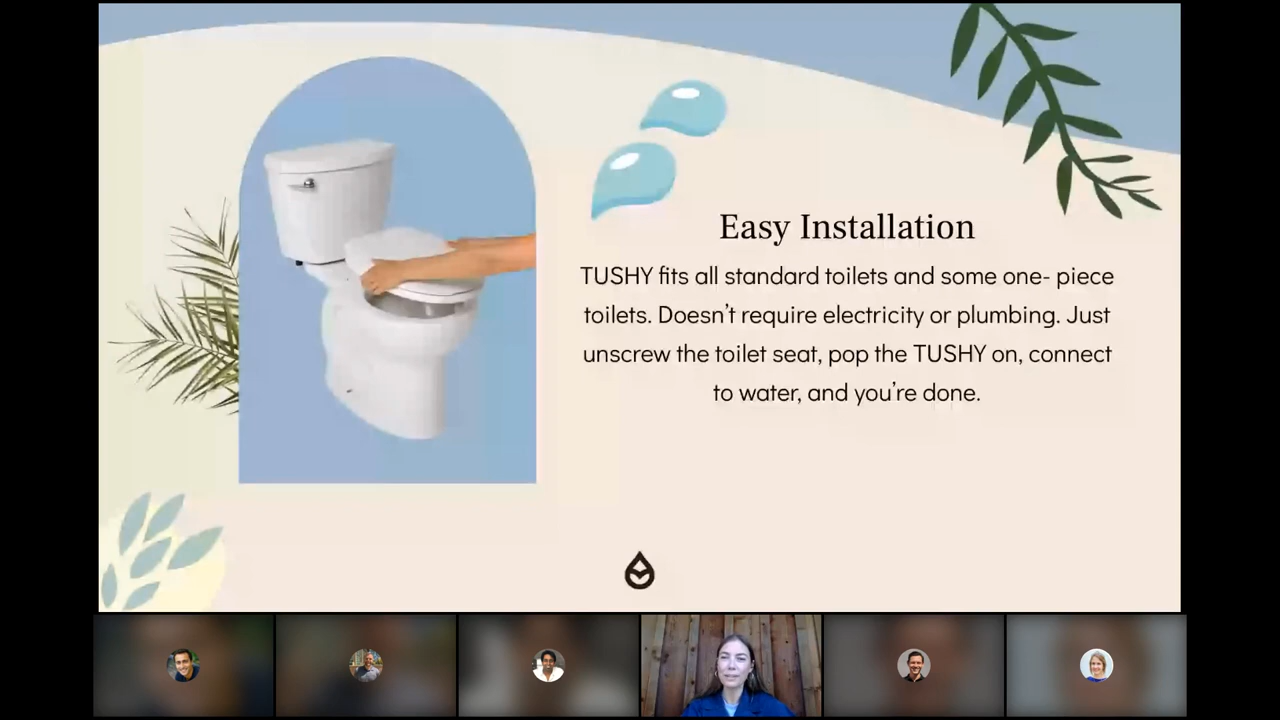 Easy Installation
TUSHY fits all standard toilets and some one- piece
toilets. Doesn’t require electricity or plumbing. Just
unscrew the toilet seat, pop the TUSHY on, connect
to water, and you’re done.